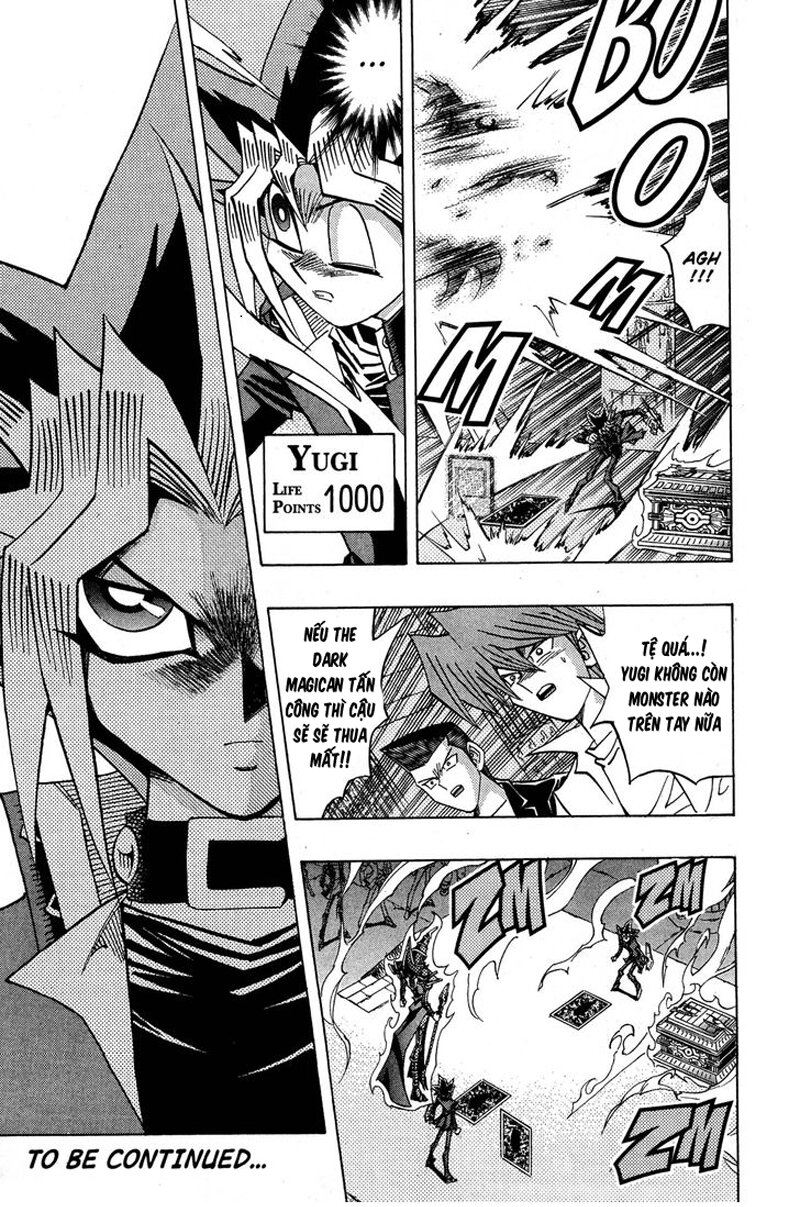 BO
O
AGH
!!!
M
M
...
YUGI
LIFE
POINTS 1000
TỆ QUÁ...!
YUGI KHÔNG CÒN
MONSTER NÀO
TRÊN TAY NỮA
NẾU THE
DARK
MAGICAN TẤN
CÔNG THÌ CẬU
SẼ SẼ THUA
MẤT!!
ZM
ZM
ZM
TO BE CONTINUED...